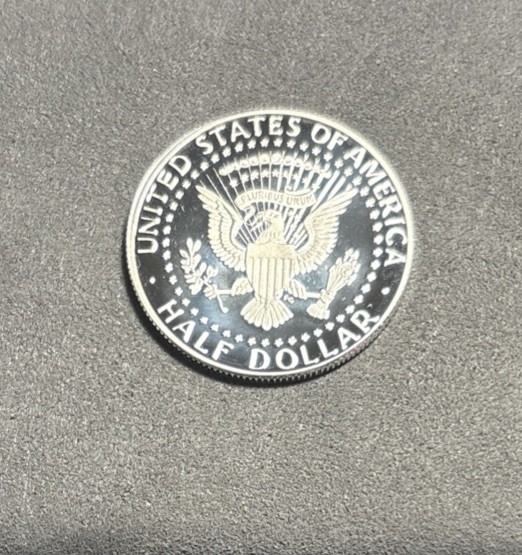 UNITED STATES OF AMERICA
E PLURIBUS UNUM
· HALF DOLLAR ·